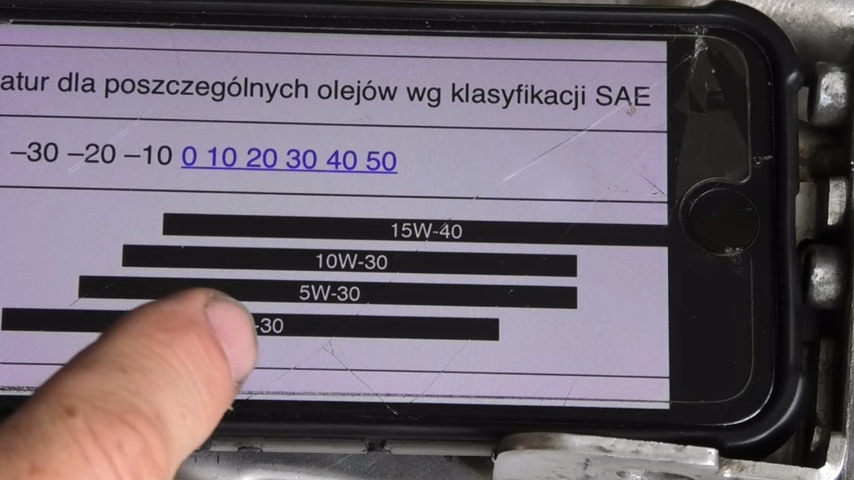 dla poszczególnych olejów wg klasyfikacji SAE
–30 –20 –10 0 10 20 30 40 50
15W-40
10W-30
5W-30
-30